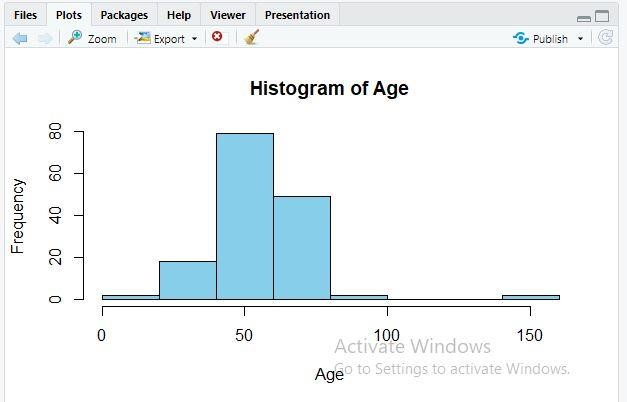 Files Plots Packages Help Viewer Presentation
Zoom Export Publish
Histogram of Age
80
60
40
20
0
Frequency
0 50 100 150
Age
Activate Windows
Go to Settings to activate Windows.